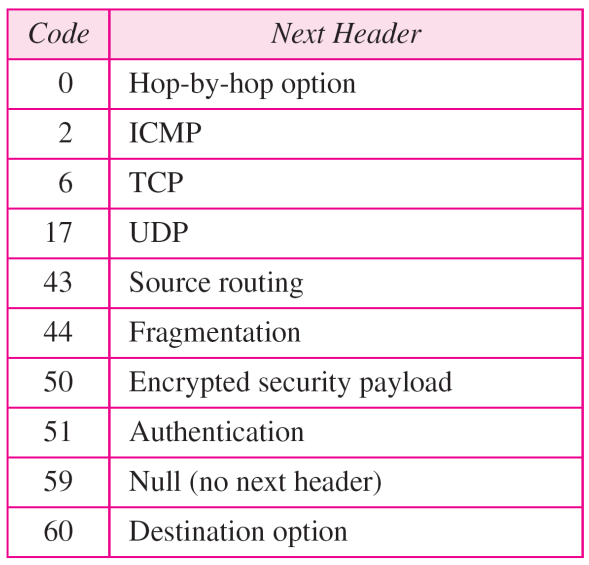 Code Next Header
0 Hop-by-hop option
2 ICMP
6 TCP
17 UDP
43 Source routing
44 Fragmentation
50 Encrypted security payload
51 Authentication
59 Null (no next header)
60 Destination option